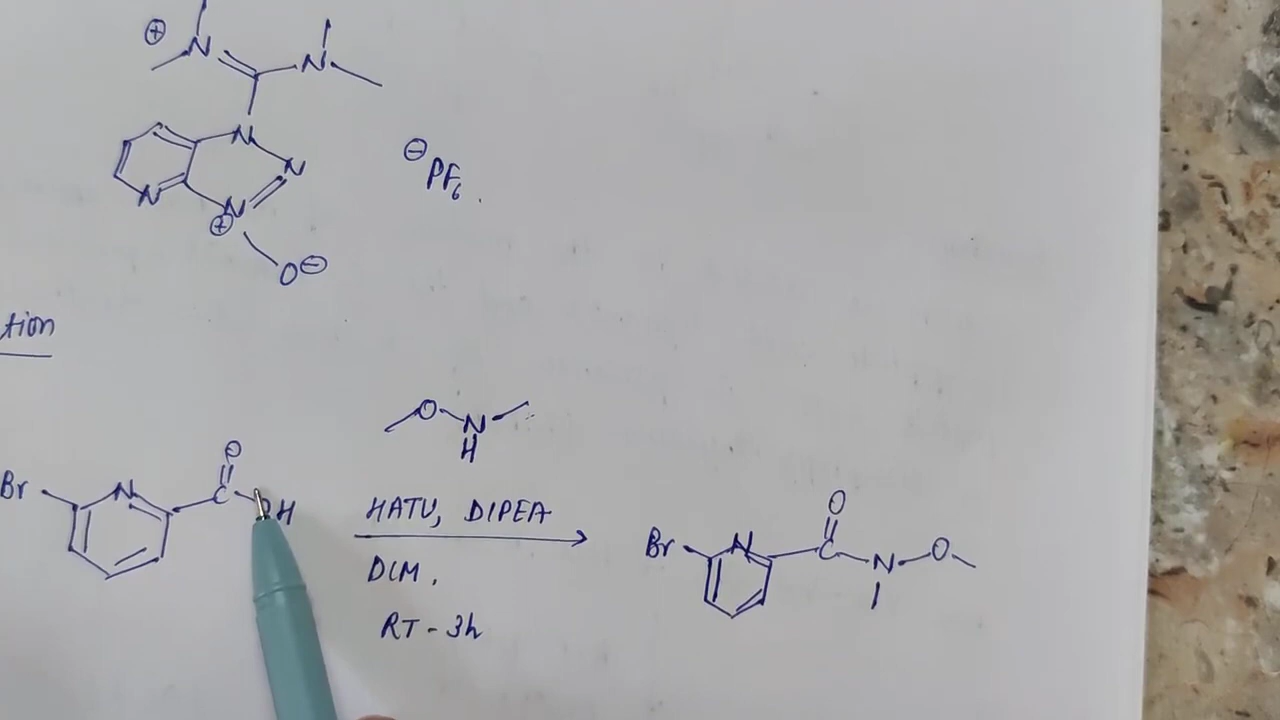 ⊕
N N
N
N
N N
⊕
O⊖
⊖PF6.
tion
O N
H
O
Br N C OH
HATU, DIPEA
DCM.
RT - 3h
O
Br N C N O